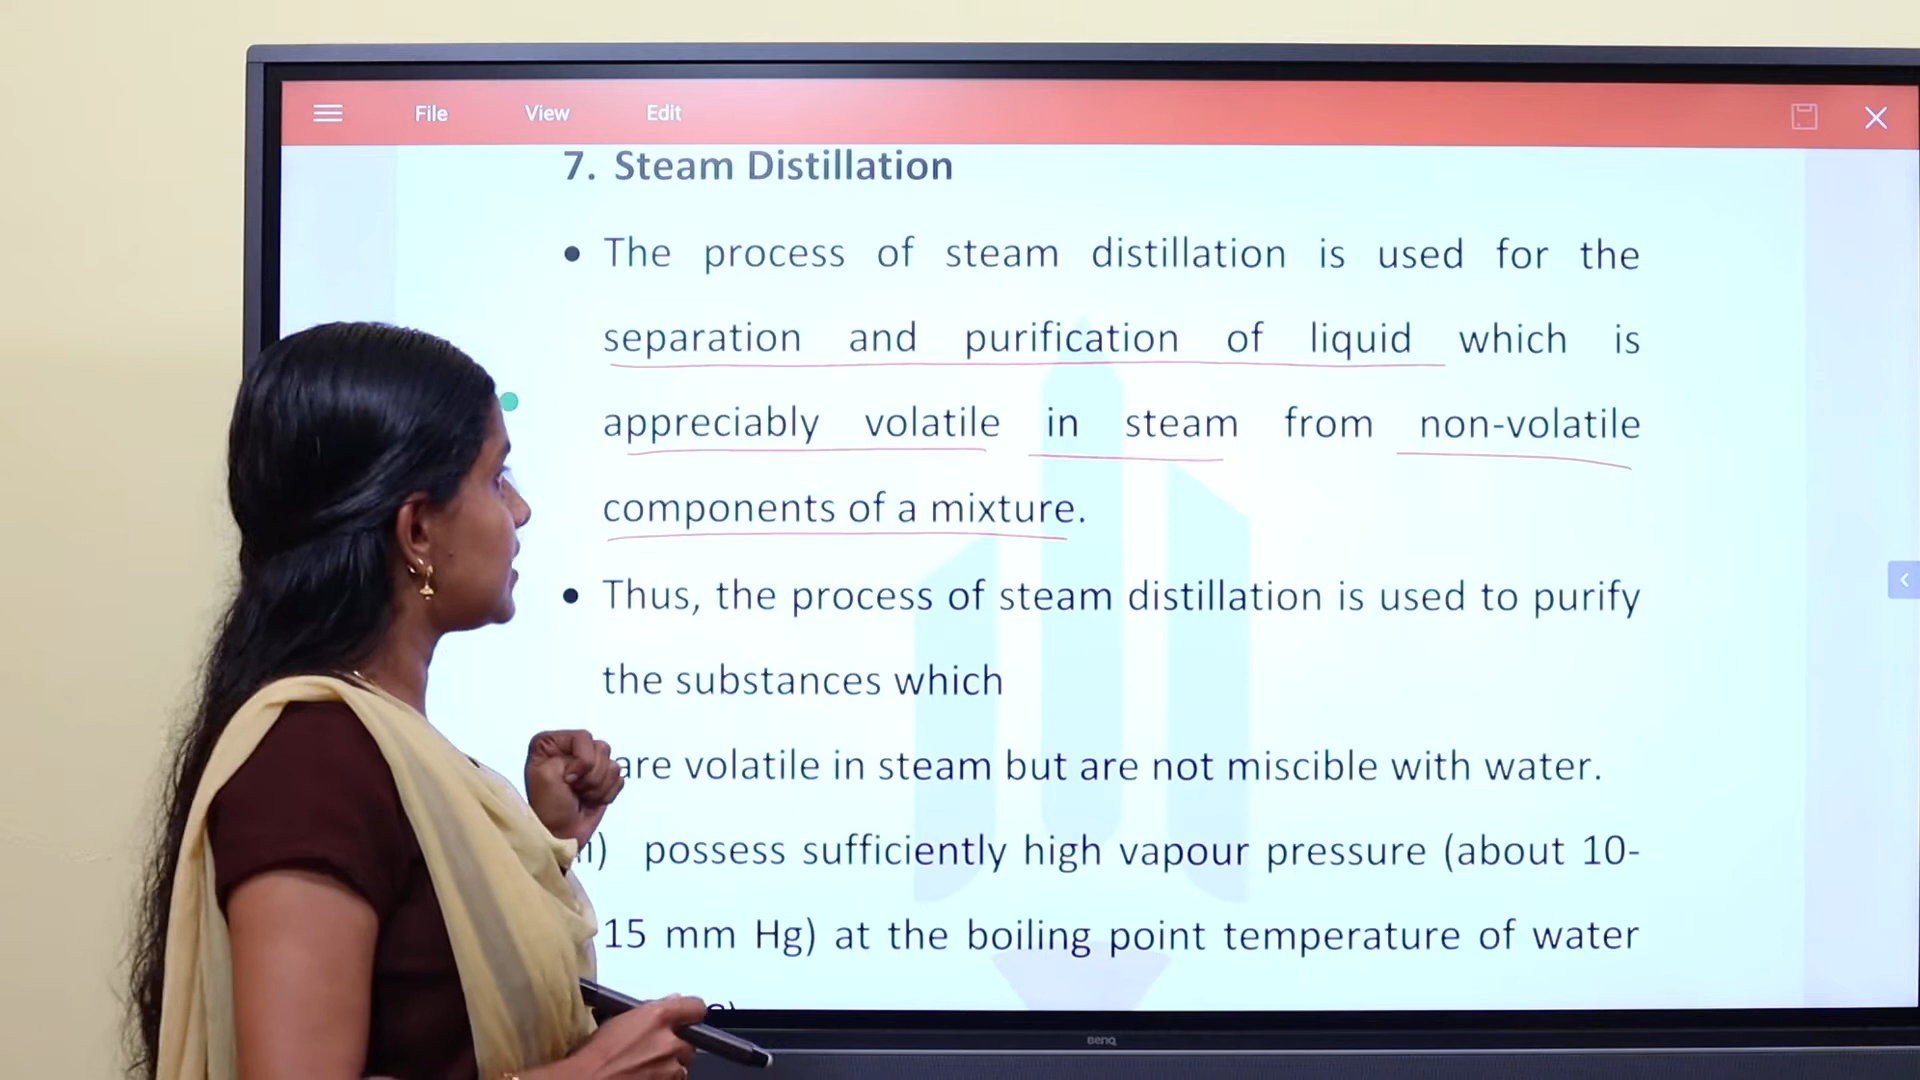 File View Edit
7. Steam Distillation
• The process of steam distillation is used for the
separation and purification of liquid which is
appreciably volatile in steam from non-volatile
components of a mixture.
• Thus, the process of steam distillation is used to purify
the substances which
are volatile in steam but are not miscible with water.
possess sufficiently high vapour pressure (about 10-
15 mm Hg) at the boiling point temperature of water
BenQ